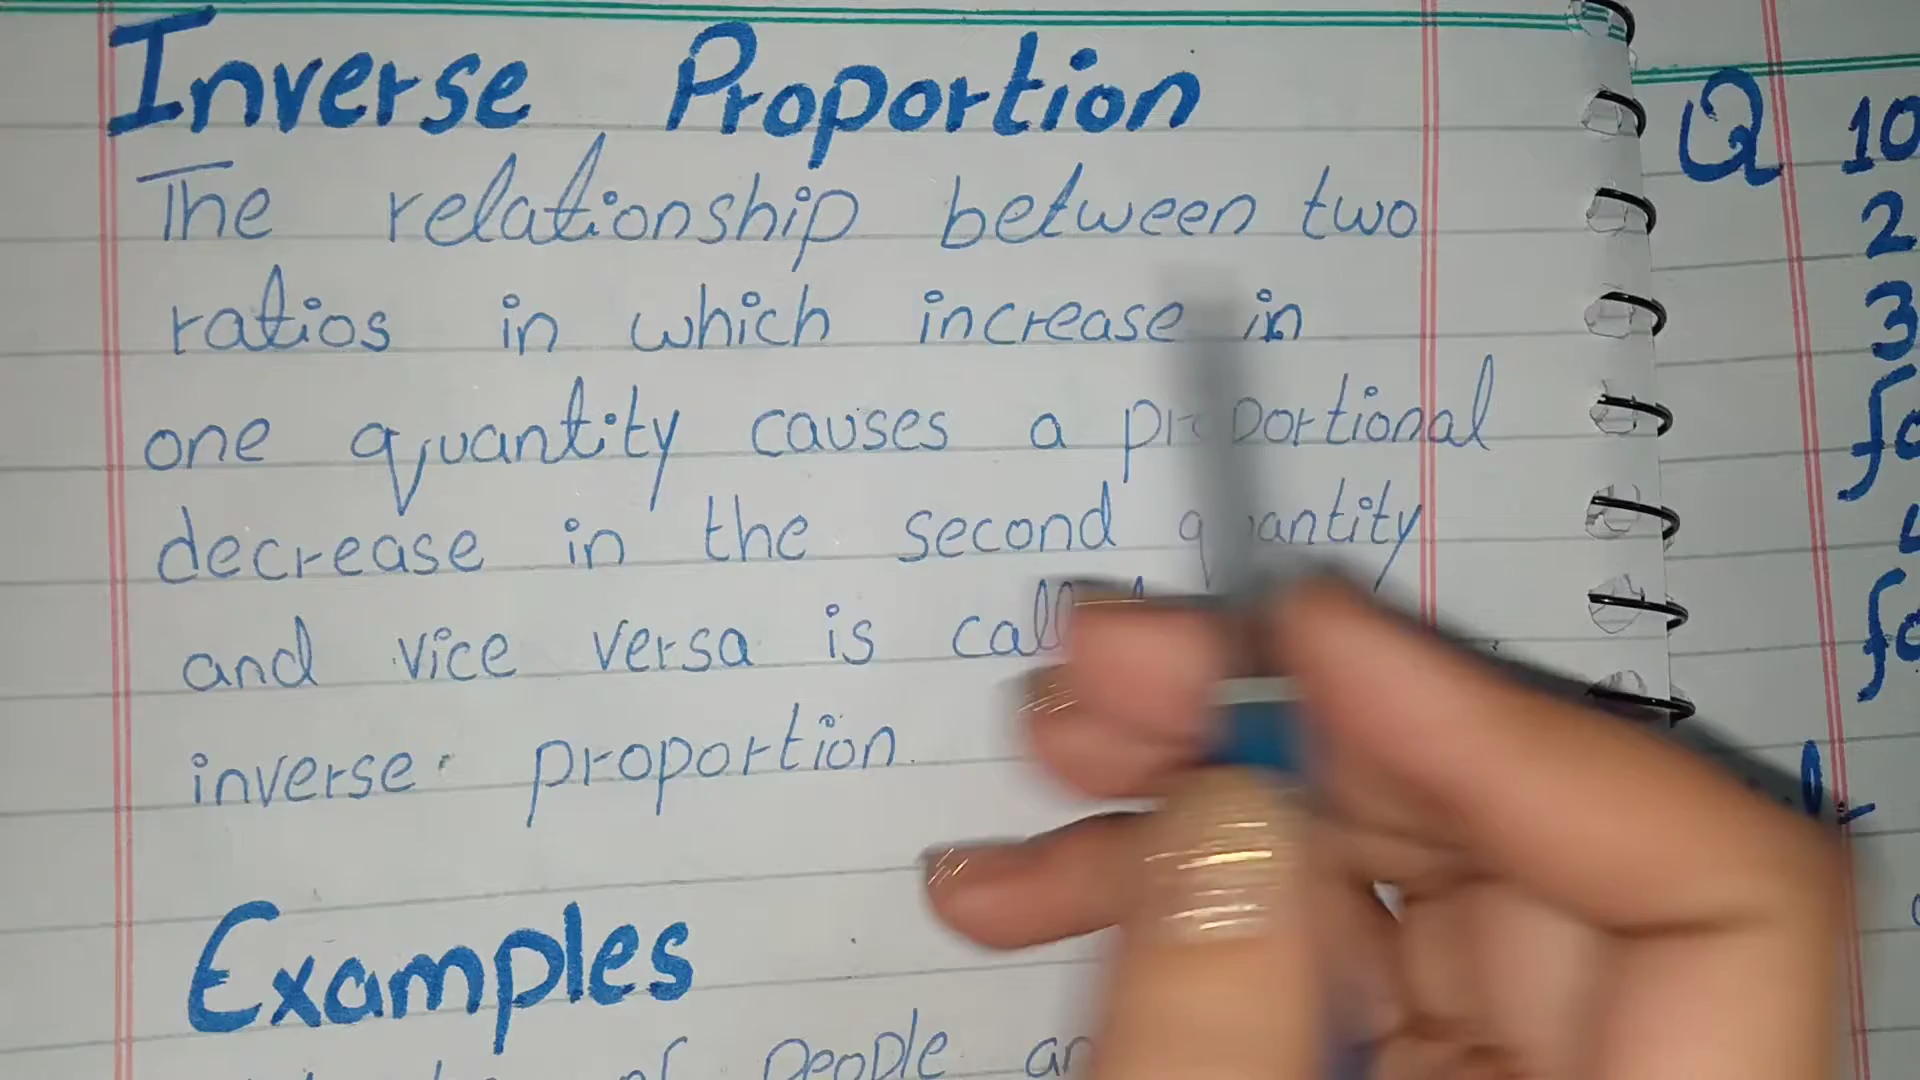 Inverse Proportion
The relationship between two
ratios in which increase in
one quantity causes a proportional
decrease in the second quantity
and vice versa is called
inverse proportion.
Examples
of people
Q 10
2
3